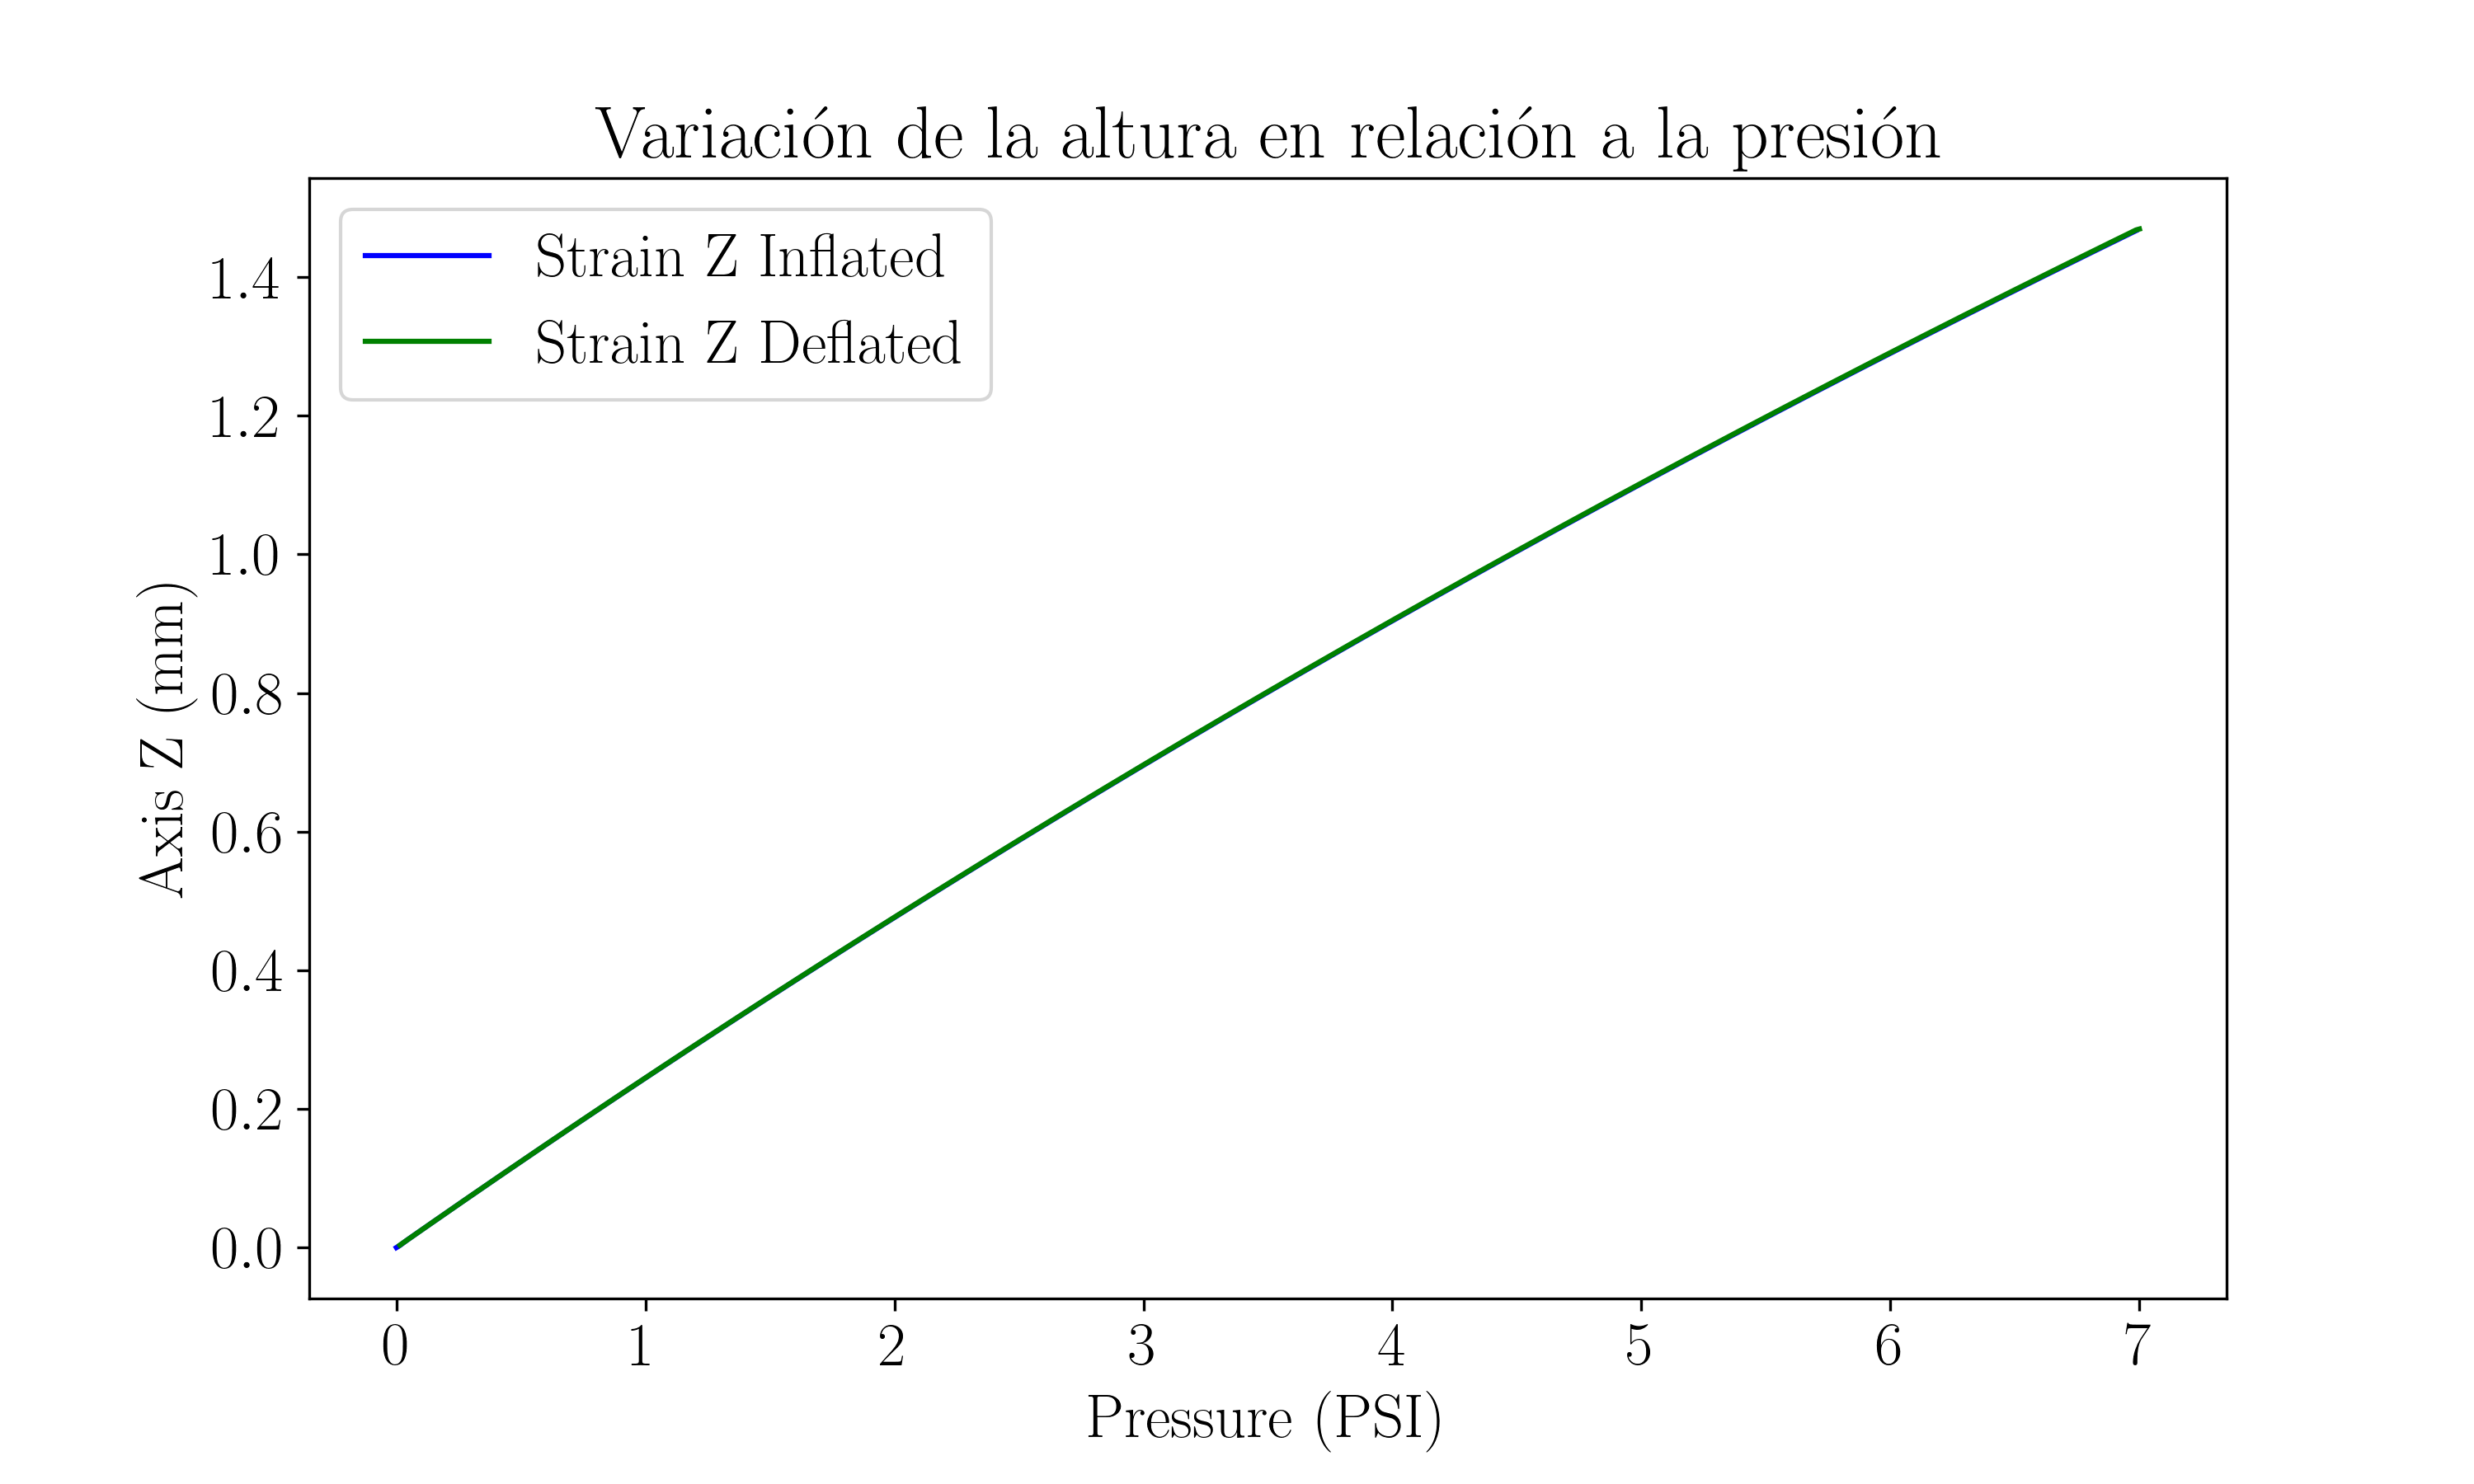 Variación de la altura en relación a la presión
Strain Z Inflated
Strain Z Deflated
Axis Z (mm)
1.4
1.2
1.0
0.8
0.6
0.4
0.2
0.0
0 1 2 3 4 5 6 7
Pressure (PSI)